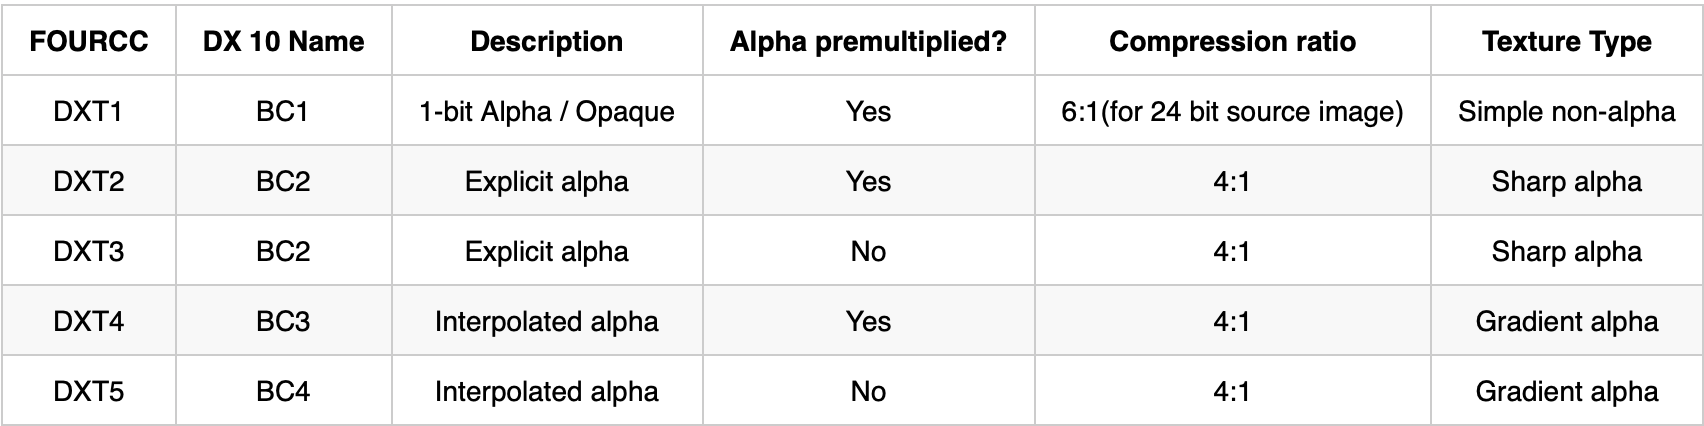 FOURCC DX 10 Name Description Alpha premultiplied? Compression ratio Texture Type
DXT1 BC1 1-bit Alpha / Opaque Yes 6:1(for 24 bit source image) Simple non-alpha
DXT2 BC2 Explicit alpha Yes 4:1 Sharp alpha
DXT3 BC2 Explicit alpha No 4:1 Sharp alpha
DXT4 BC3 Interpolated alpha Yes 4:1 Gradient alpha
DXT5 BC4 Interpolated alpha No 4:1 Gradient alpha